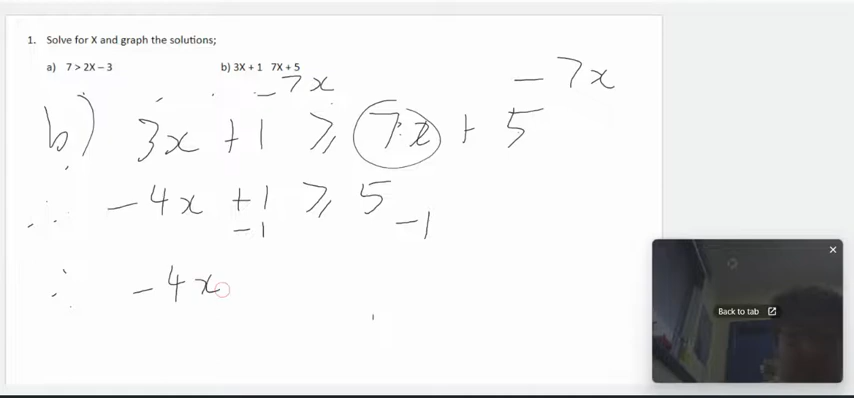 1. Solve for X and graph the solutions;
a) 7 > 2X – 3 b) 3X + 1 7X + 5
-7x -7x
b) 3x + 1 ⩾ 7x + 5
∴ -4x +1 ⩾ 5
-1 -1
∴ -4x
Back to tab